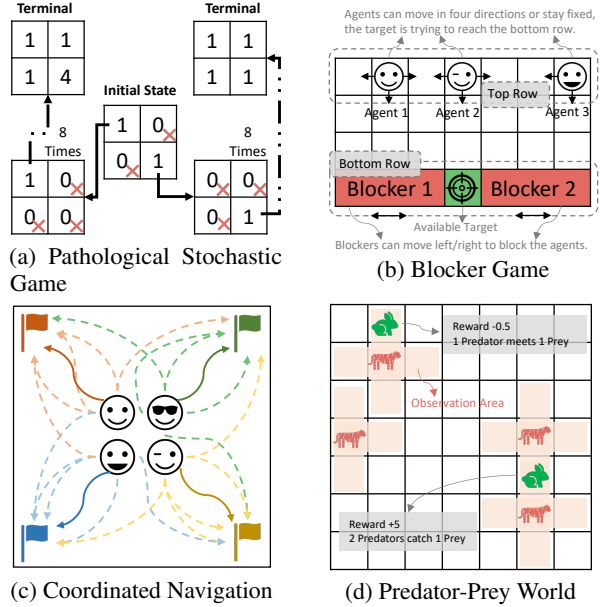 Terminal
1 1
1 4
Terminal
1 1
1 1
Initial State
1 0
0 1
8
Times
8
Times
1 0
0 0
0 0
0 1
(a) Pathological Stochastic
Game
Agents can move in four directions or stay fixed,
the target is trying to reach the bottom row.
Top Row
Agent 1
Agent 2
Agent 3
Bottom Row
Blocker 1
Blocker 2
Available Target
Blockers can move left/right to block the agents.
(b) Blocker Game
(c) Coordinated Navigation
Reward -0.5
1 Predator meets 1 Prey
Observation Area
Reward +5
2 Predators catch 1 Prey
(d) Predator-Prey World